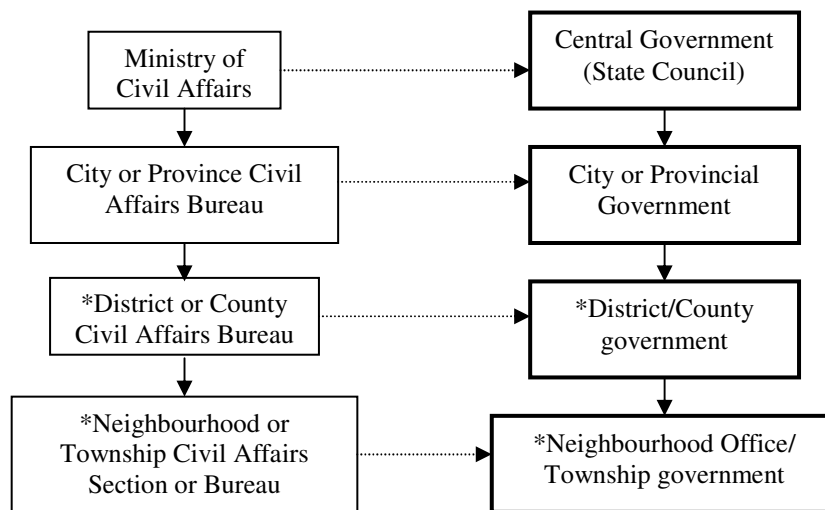 Ministry of
Civil Affairs
Central Government
(State Council)
City or Province Civil
Affairs Bureau
City or Provincial
Government
*District or County
Civil Affairs Bureau
*District/County
government
*Neighbourhood or
Township Civil Affairs
Section or Bureau
*Neighbourhood Office/
Township government